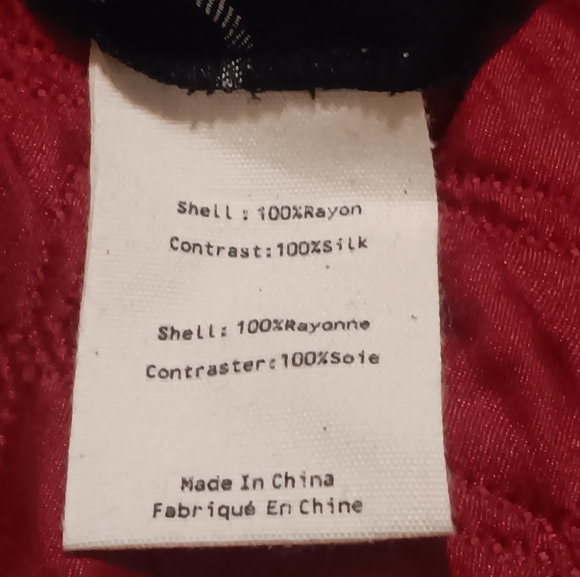 Shell: 100%Rayon
Contrast:100%Silk
Shell: 100%Rayonne
Contraster:100%Soie
Made In China
Fabriqué En Chine